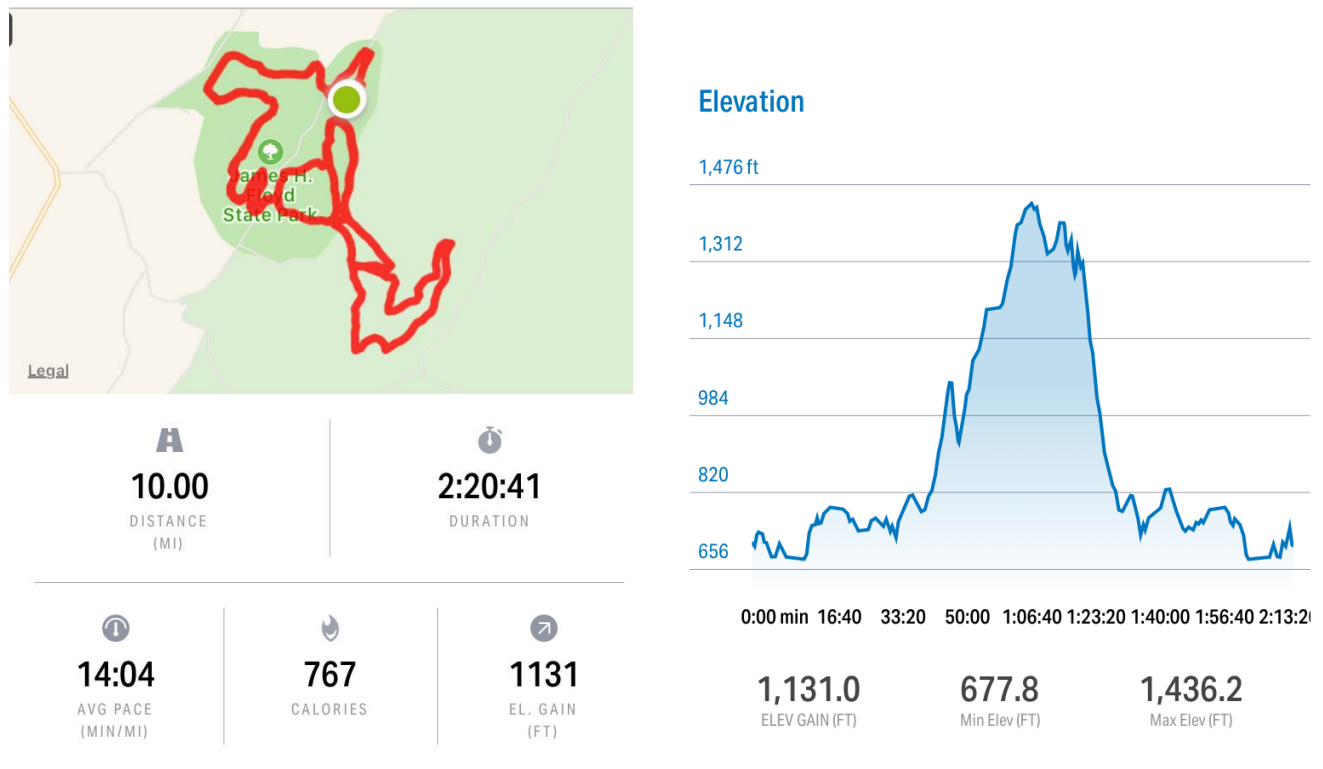 James H.
Floyd
State Park
Legal
10.00
DISTANCE
(MI)
2:20:41
DURATION
14:04
AVG PACE
(MIN/MI)
767
CALORIES
1131
EL. GAIN
(FT)
Elevation
1,476 ft
1,312
1,148
984
820
656
0:00 min 16:40 33:20 50:00 1:06:40 1:23:20 1:40:00 1:56:40
1,131.0
ELEV GAIN (FT)
677.8
Min Elev (FT)
1,436.2
Max Elev (FT)